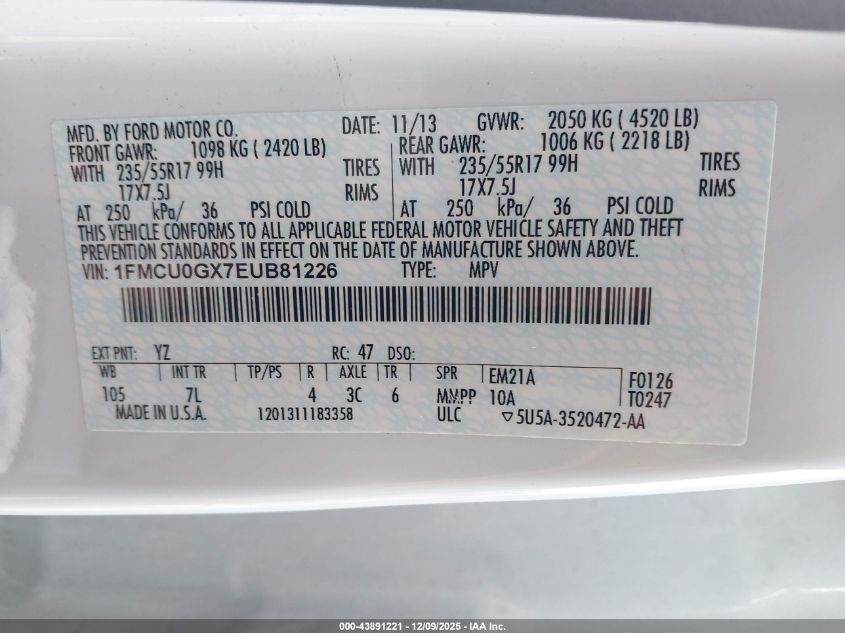 MFD. BY FORD MOTOR CO. DATE: 11/13 GVWR: 2050 KG ( 4520 LB)
FRONT GAWR: 1098 KG ( 2420 LB) REAR GAWR: 1006 KG ( 2218 LB)
WITH 235/55R17 99H TIRES WITH 235/55R17 99H TIRES
17X7.5J RIMS 17X7.5J RIMS
AT 250 kPa/ 36 PSI COLD AT 250 kPa/ 36 PSI COLD
THIS VEHICLE CONFORMS TO ALL APPLICABLE FEDERAL MOTOR VEHICLE SAFETY AND THEFT
PREVENTION STANDARDS IN EFFECT ON THE DATE OF MANUFACTURE SHOWN ABOVE.
VIN: 1FMCU0GX7EUB81226 TYPE: MPV
EXT PNT: YZ RC: 47 DSO:
WB INT TR TP/PS R AXLE TR SPR EM21A F0126
105 7L 4 3C 6 10A T0247
MADE IN U.S.A. 1201311183358 ULC ▽5U5A-3520472-AA
000-43891221 - 12/09/2025 - IAA Inc.